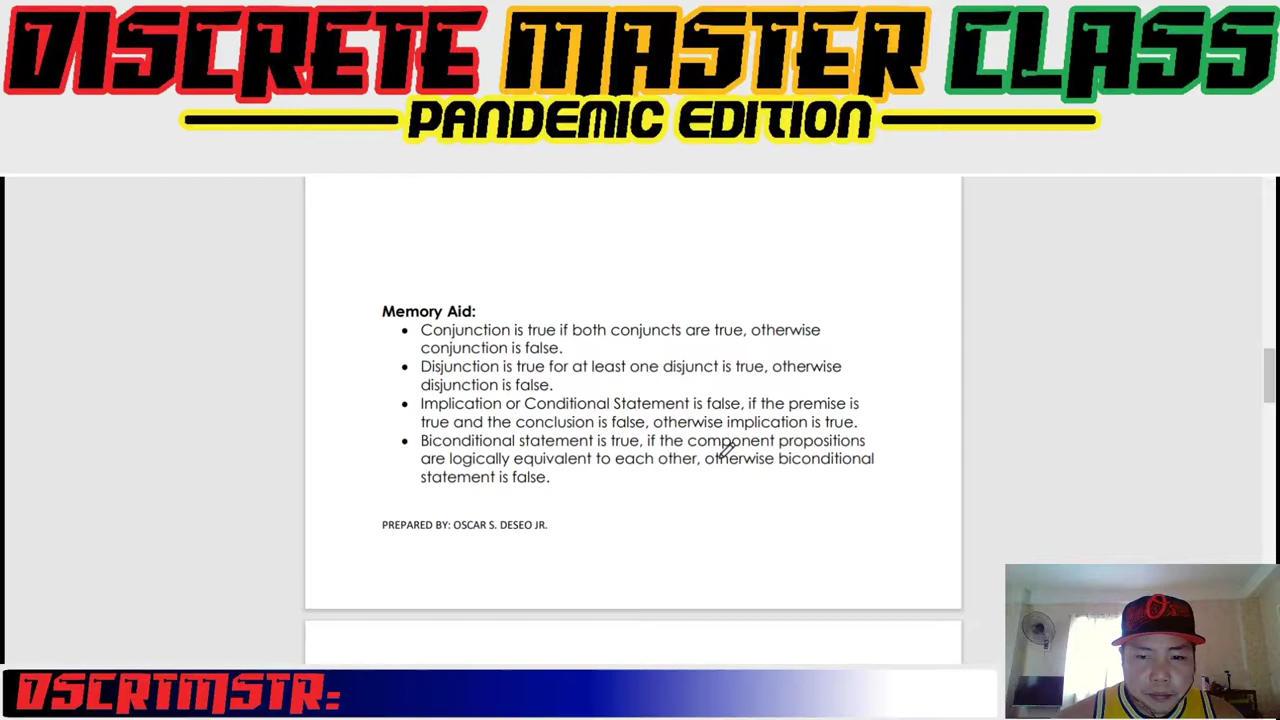 DISCRETE MASTER CLASS
PANDEMIC EDITION
Memory Aid:
• Conjunction is true if both conjuncts are true, otherwise
conjunction is false.
• Disjunction is true for at least one disjunct is true, otherwise
disjunction is false.
• Implication or Conditional Statement is false, if the premise is
true and the conclusion is false, otherwise implication is true.
• Biconditional statement is true, if the component propositions
are logically equivalent to each other, otherwise biconditional
statement is false.
PREPARED BY: OSCAR S. DESEO JR.
DSCRTMSTR: